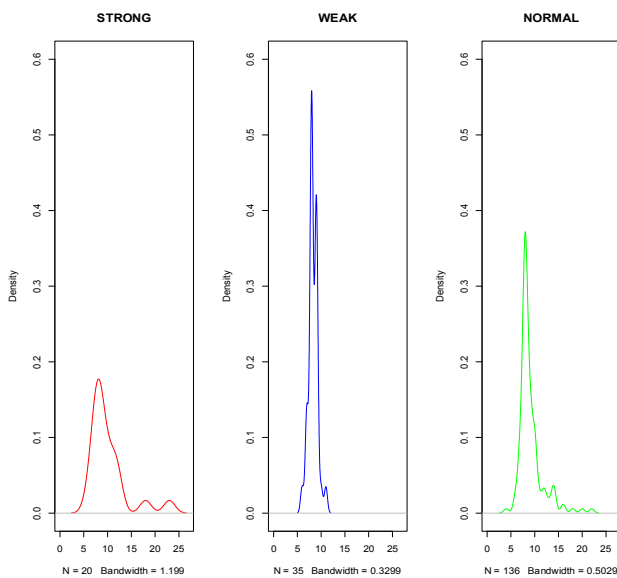 STRONG
Density
0.0 0.1 0.2 0.3 0.4 0.5 0.6
0 5 10 15 20 25
N = 20 Bandwidth = 1.199
WEAK
Density
0.0 0.1 0.2 0.3 0.4 0.5 0.6
0 5 10 15 20 25
N = 35 Bandwidth = 0.3299
NORMAL
Density
0.0 0.1 0.2 0.3 0.4 0.5 0.6
0 5 10 15 20 25
N = 136 Bandwidth = 0.5029